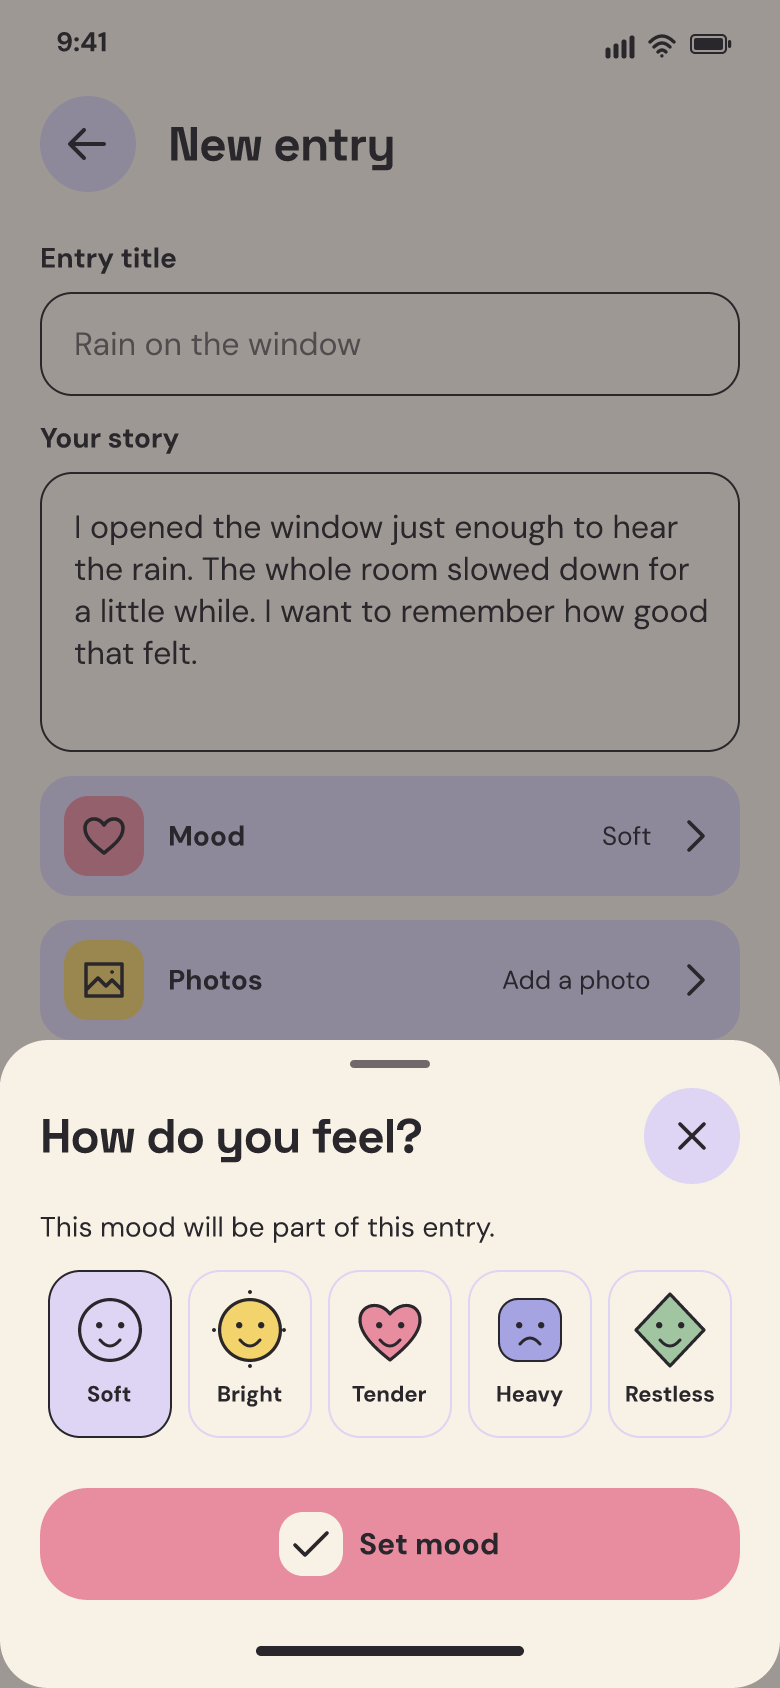 9:41
New entry
Entry title
Rain on the window
Your story
I opened the window just enough to hear
the rain. The whole room slowed down for
a little while. I want to remember how good
that felt.
Mood
Soft
Photos
Add a photo
How do you feel?
This mood will be part of this entry.
Soft
Bright
Tender
Heavy
Restless
Set mood